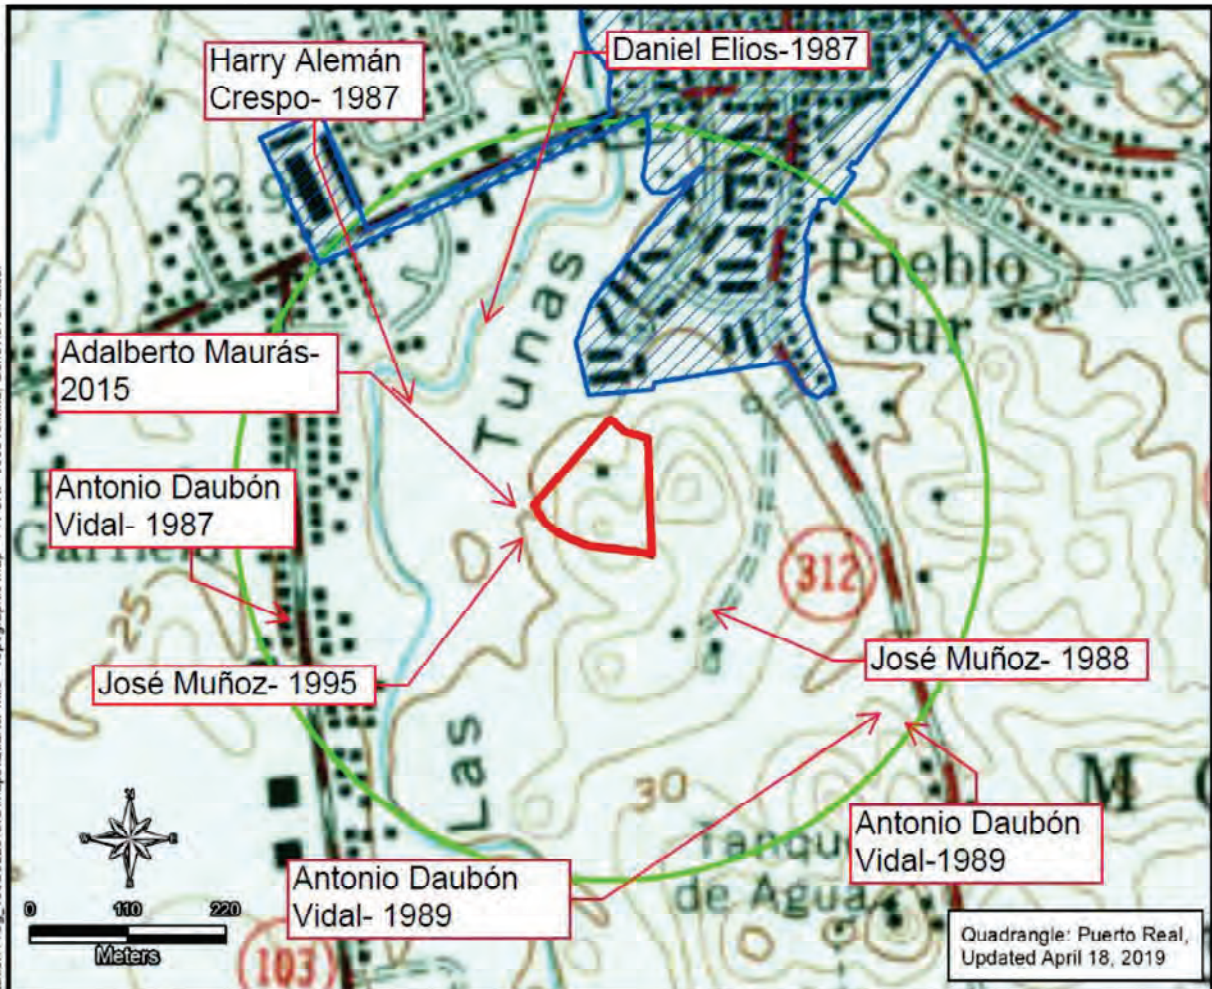 Harry Alemán
Crespo- 1987
Daniel Elios-1987
22.9
Tunas
Pueblo
Sur
Adalberto Maurás-
2015
Antonio Daubón
Vidal- 1987
25
312
José Muñoz- 1995
José Muñoz- 1988
Las
30
M
Antonio Daubón
Vidal-1989
Tanque
de Agua
Antonio Daubón
Vidal- 1989
N
0 110 220
Meters
103
Quadrangle: Puerto Real,
Updated April 18, 2019